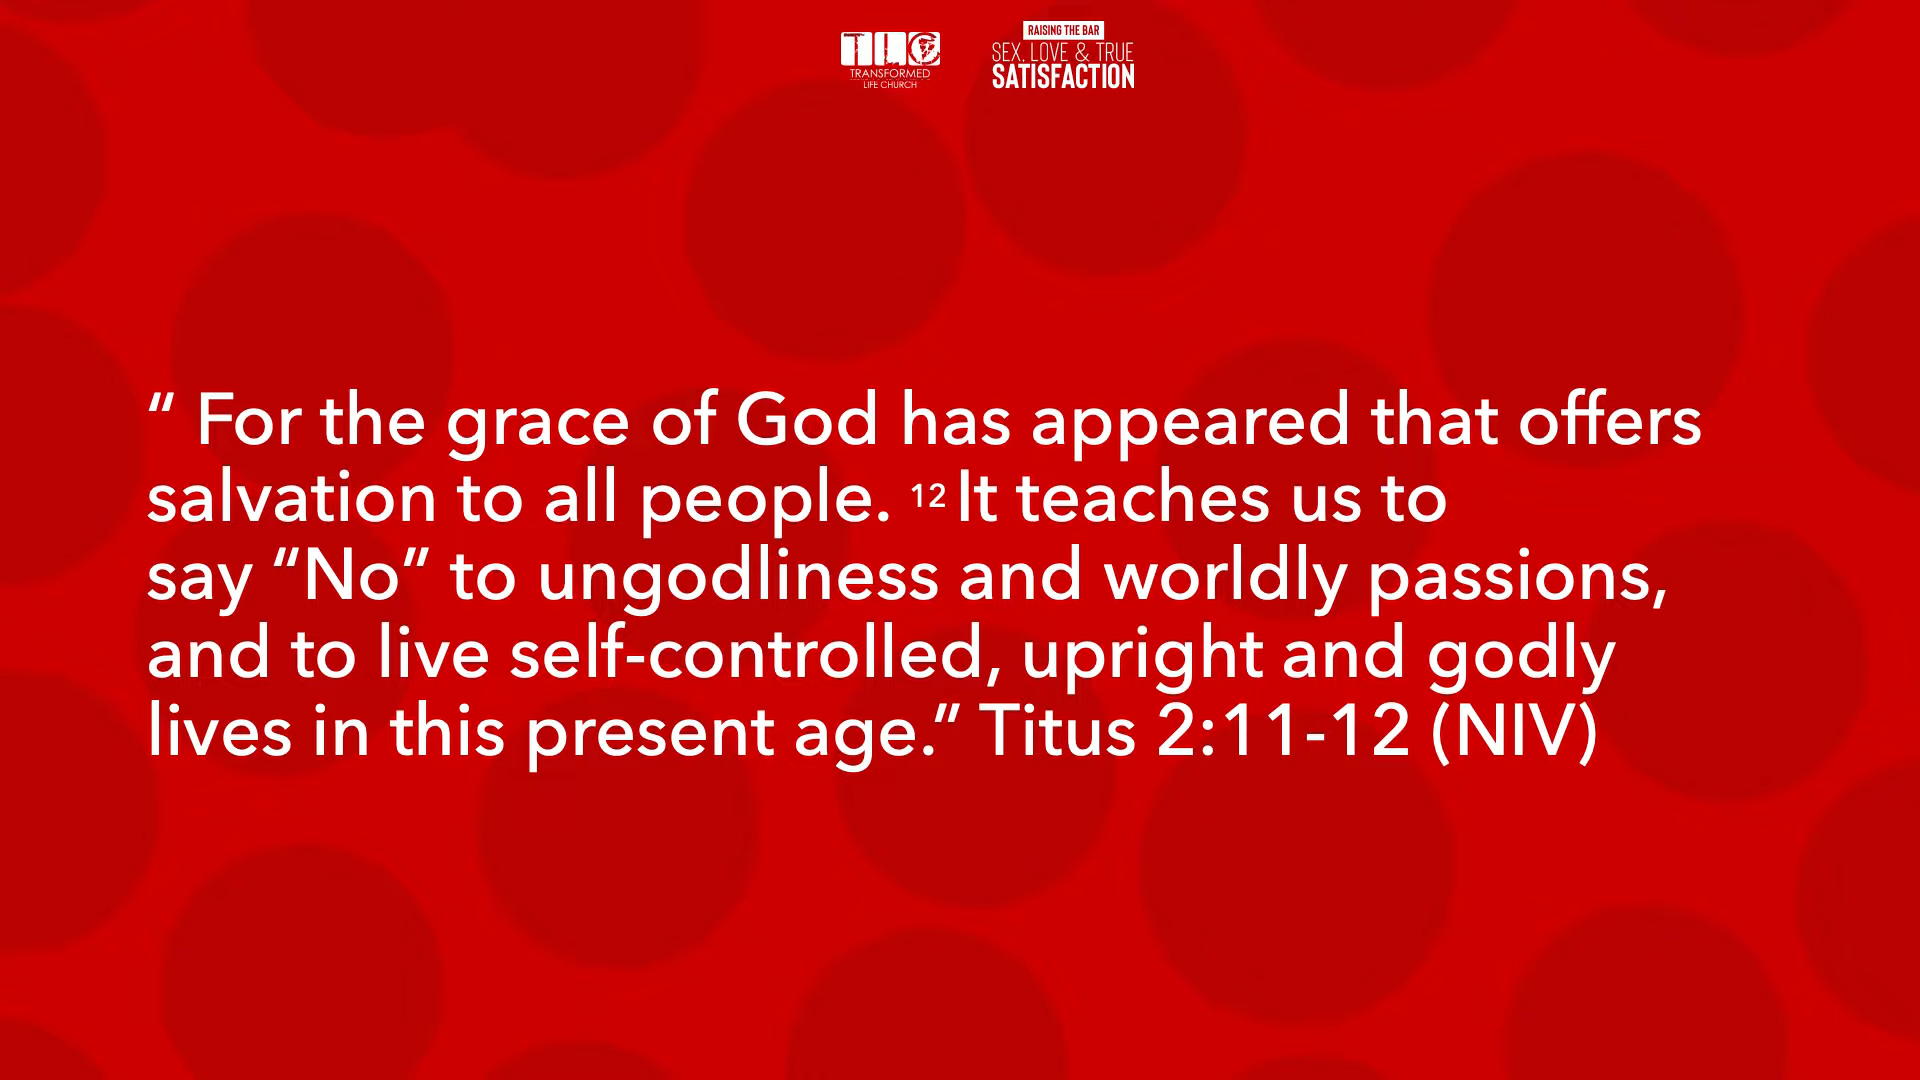 TLC
TRANSFORMED
LIFE CHURCH
RAISING THE BAR
SEX, LOVE & TRUE
SATISFACTION
“ For the grace of God has appeared that offers
salvation to all people. 12 It teaches us to
say “No” to ungodliness and worldly passions,
and to live self-controlled, upright and godly
lives in this present age.” Titus 2:11-12 (NIV)